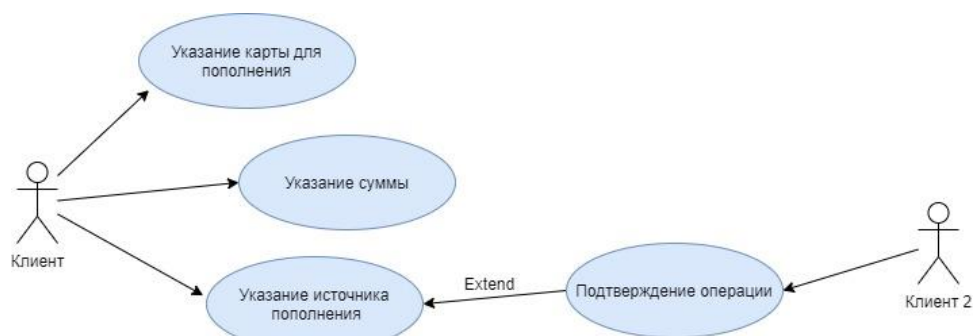 Указание карты для
пополнения
Указание суммы
Клиент
Указание источника
пополнения
Extend
Подтверждение операции
Клиент 2